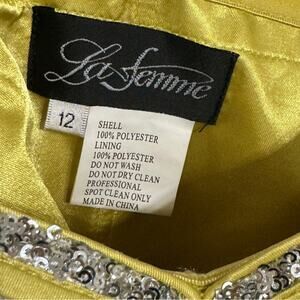 La Femme
12
SHELL
100% POLYESTER
LINING
100% POLYESTER
DO NOT WASH
DO NOT DRY CLEAN
PROFESSIONAL
SPOT CLEAN ONLY
MADE IN CHINA